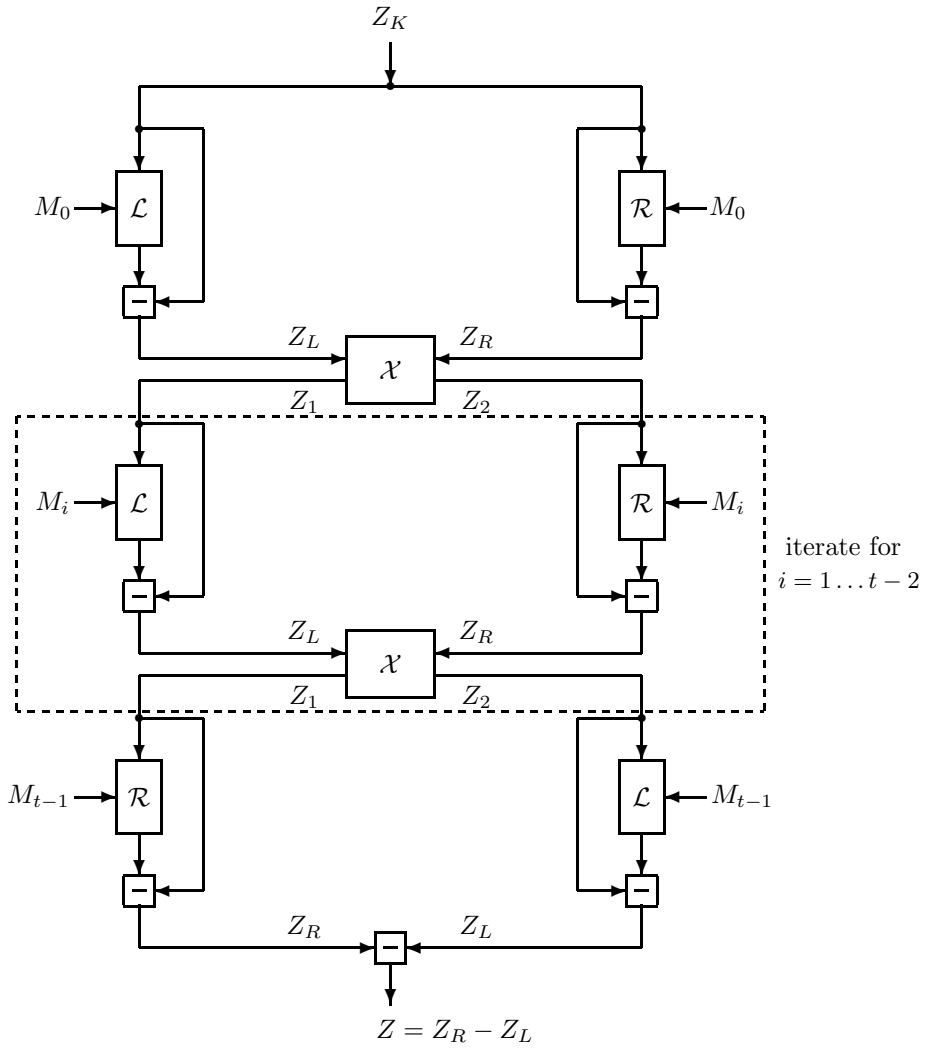 Z_K
M_0 ℒ ℛ M_0
− −
Z_L 𝒳 Z_R
Z_1 Z_2
M_i ℒ ℛ M_i
iterate for
i = 1 … t − 2
− −
Z_L 𝒳 Z_R
Z_1 Z_2
M_{t−1} ℛ ℒ M_{t−1}
− −
Z_R − Z_L
Z = Z_R − Z_L